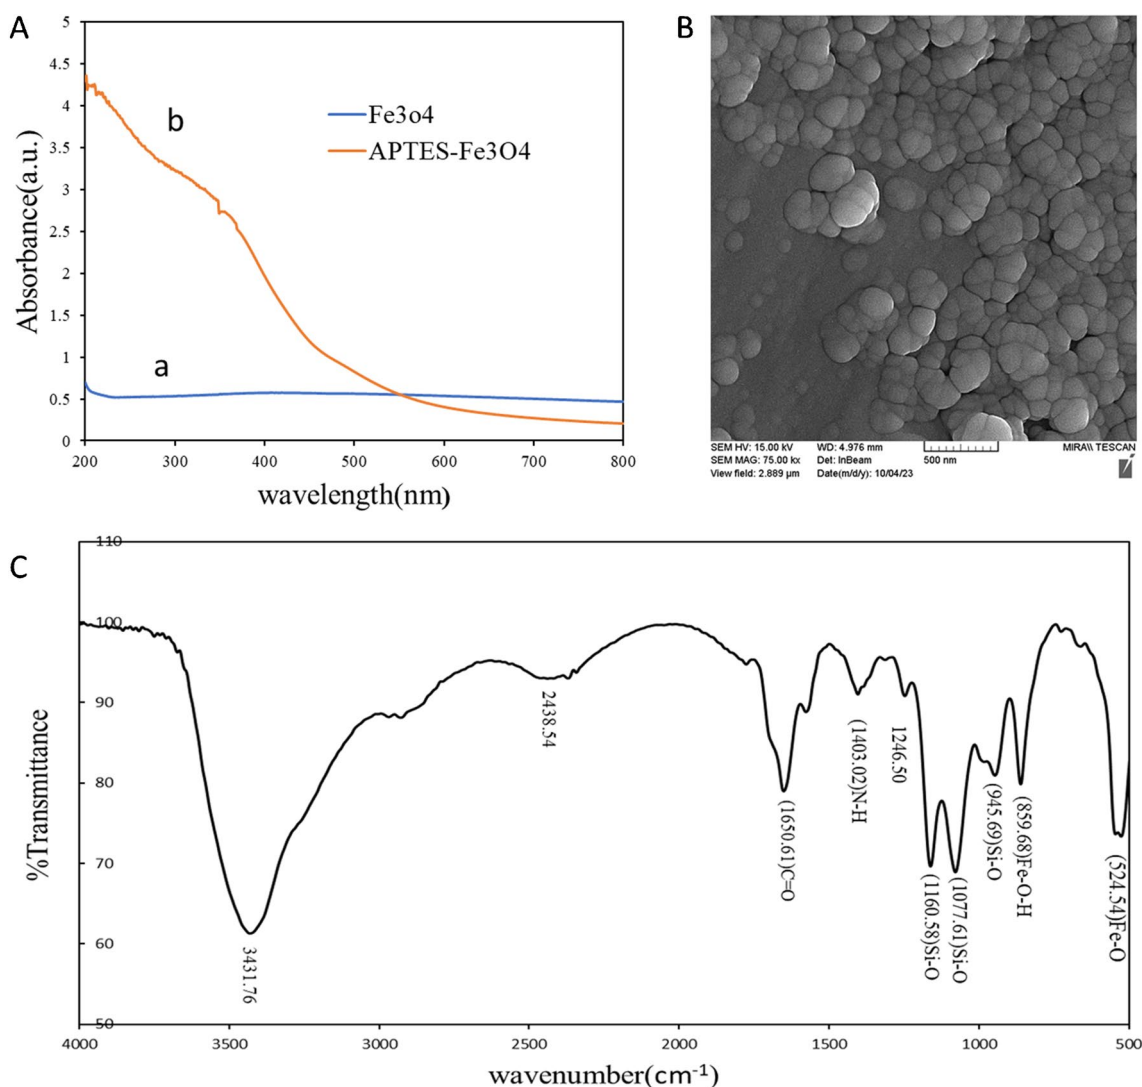 A
5
4.5
4
3.5
3
2.5
2
1.5
1
0.5
0
Absorbance(a.u.)
b
a
Fe3o4
APTES-Fe3O4
200 300 400 500 600 700 800
wavelength(nm)
B
SEM HV: 15.00 kV WD: 4.976 mm MIRA\\ TESCAN
SEM MAG: 75.00 kx Det: InBeam 500 nm
View field: 2.889 µm Date(m/d/y): 10/04/23
C
110
100
90
80
70
60
50
%Transmittance
3431.76
2438.54
(1650.61)C=O
(1403.02)N-H
1246.50
(1160.58)Si-O
(1077.61)Si-O
(945.69)Si-O
(859.68)Fe-O-H
(524.54)Fe-O
4000 3500 3000 2500 2000 1500 1000 500
wavenumber(cm-1)